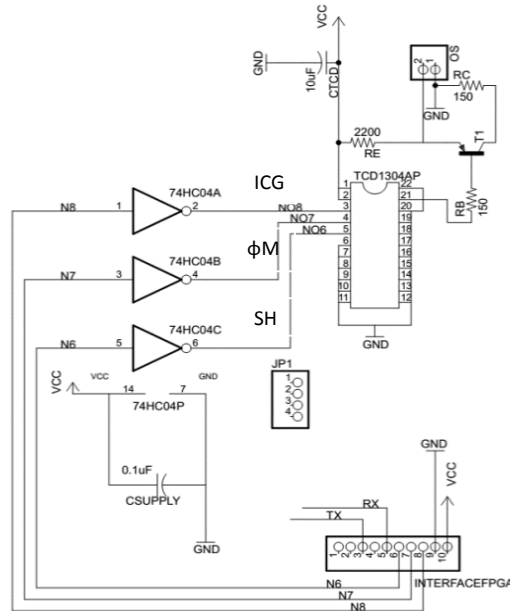 VCC
GND
10uF
CTCD
2 1
OS
RC
150
GND
2200
RE
T1
TCD1304AP
RB
150
ICG
74HC04A
N8 1 2 NO8
NO7
NO6
1 22
2 21
3 20
4 19
5 18
6 17
7 16
8 15
9 14
10 13
11 12
GND
φM
74HC04B
N7 3 4
SH
74HC04C
N6 5 6
VCC
VCC 14 7 GND
74HC04P
0.1uF
CSUPPLY
GND
JP1
1
2
3
4
GND
VCC
RX
TX
1 2 3 4 5 6 7 8 9 10
INTERFACEFPGA
N6
N7
N8